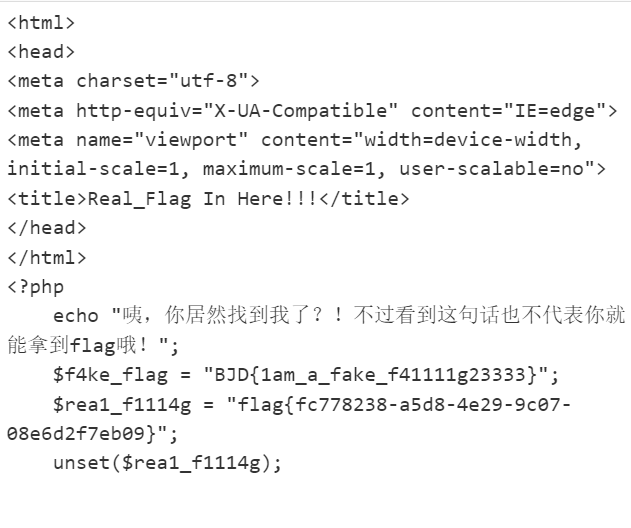 <html>
<head>
<meta charset="utf-8">
<meta http-equiv="X-UA-Compatible" content="IE=edge">
<meta name="viewport" content="width=device-width,
initial-scale=1, maximum-scale=1, user-scalable=no">
<title>Real_Flag In Here!!!</title>
</head>
</html>
<?php
    echo "咦，你居然找到我了？！不过看到这句话也不代表你就
能拿到flag哦！";
    $f4ke_flag = "BJD{1am_a_fake_f41111g23333}";
    $rea1_f1114g = "flag{fc778238-a5d8-4e29-9c07-
08e6d2f7eb09}";
    unset($rea1_f1114g);